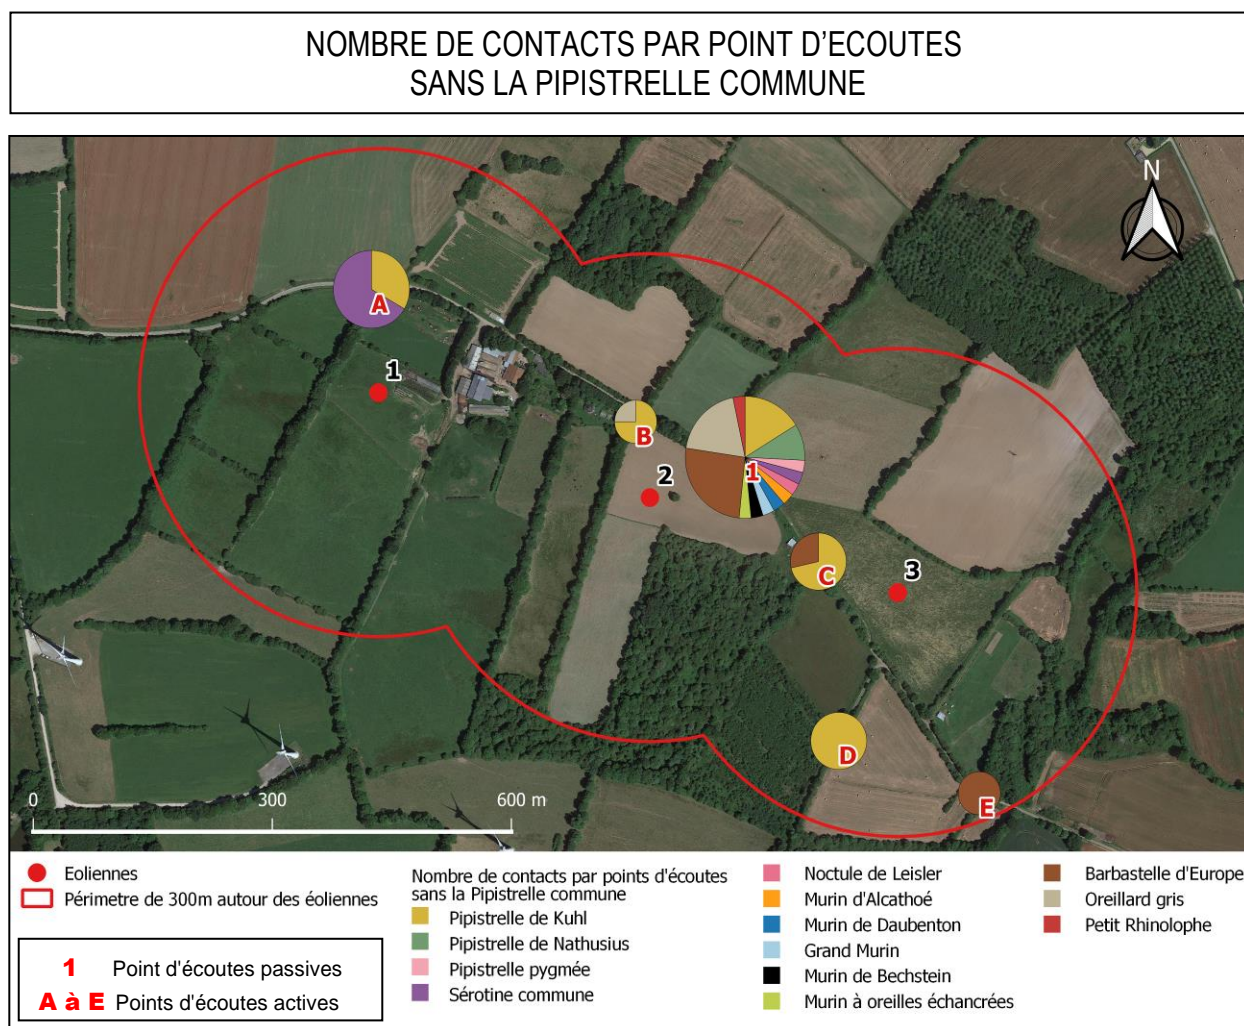 NOMBRE DE CONTACTS PAR POINT D'ECOUTES
SANS LA PIPISTRELLE COMMUNE
N
A
1
B
2
1
C
3
D
E
0 300 600 m
Eoliennes
Périmetre de 300m autour des éoliennes
1 Point d'écoutes passives
A à E Points d'écoutes actives
Nombre de contacts par points d'écoutes
sans la Pipistrelle commune
Pipistrelle de Kuhl
Pipistrelle de Nathusius
Pipistrelle pygmée
Sérotine commune
Noctule de Leisler
Murin d'Alcathoé
Murin de Daubenton
Grand Murin
Murin de Bechstein
Murin à oreilles échancrées
Barbastelle d'Europe
Oreillard gris
Petit Rhinolophe